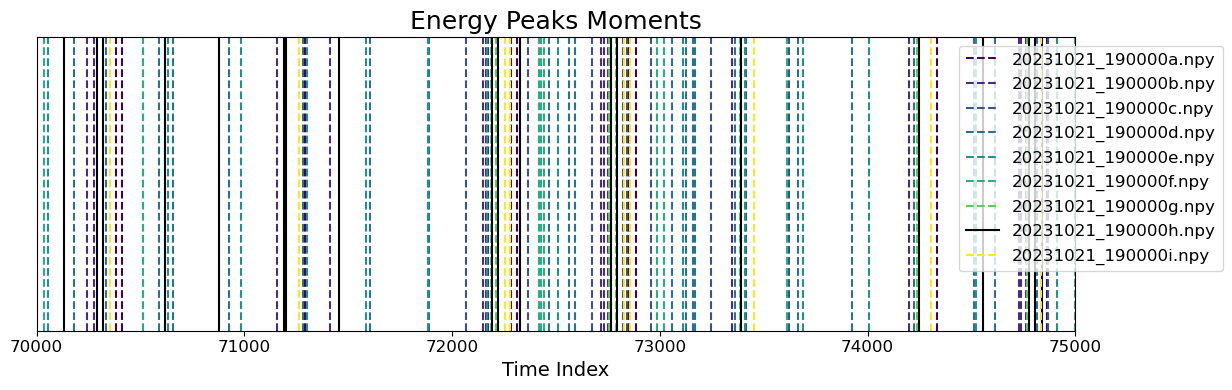 Energy Peaks Moments
20231021_190000a.npy
20231021_190000b.npy
20231021_190000c.npy
20231021_190000d.npy
20231021_190000e.npy
20231021_190000f.npy
20231021_190000g.npy
20231021_190000h.npy
20231021_190000i.npy
70000 71000 72000 73000 74000 75000
Time Index